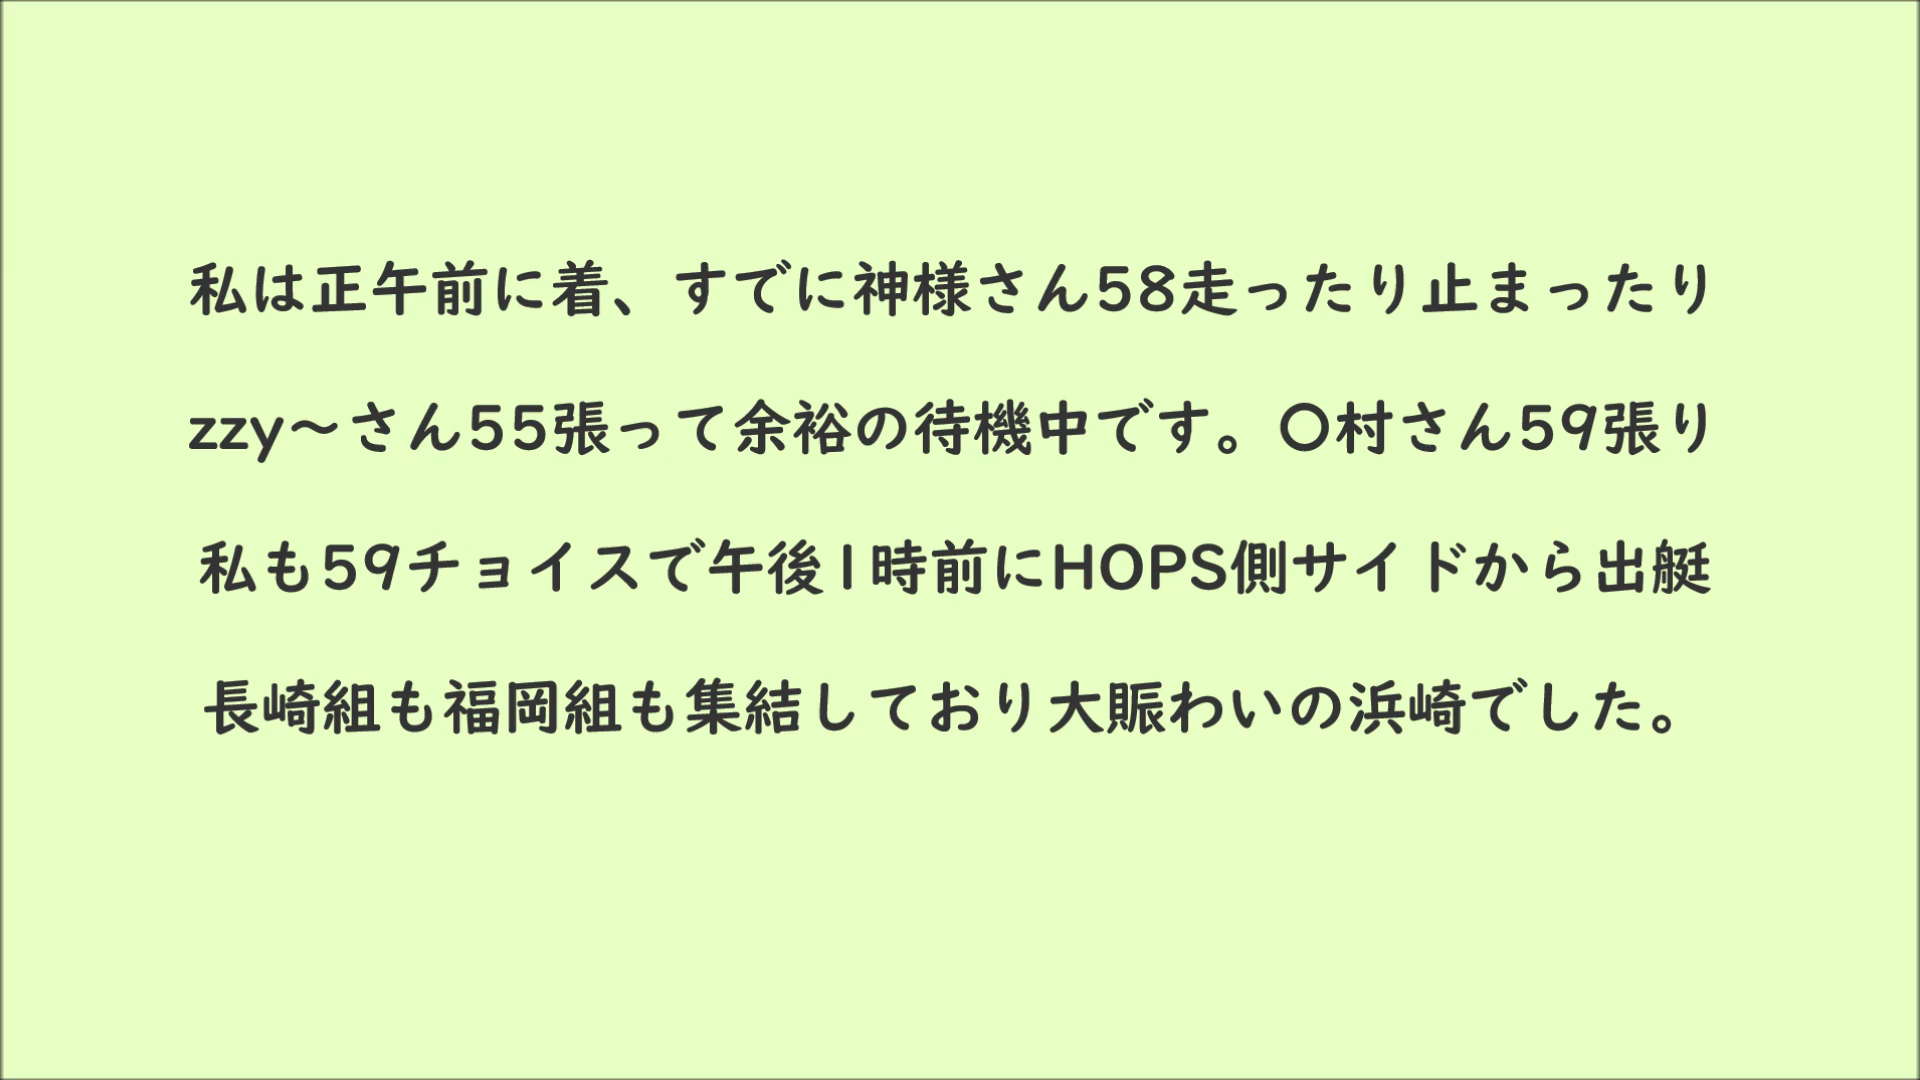 私は正午前に着、すでに神様さん58走ったり止まったり
zzy～さん55張って余裕の待機中です。〇村さん59張り
私も59チョイスで午後1時前にHOPS側サイドから出艇
長崎組も福岡組も集結しており大賑わいの浜崎でした。